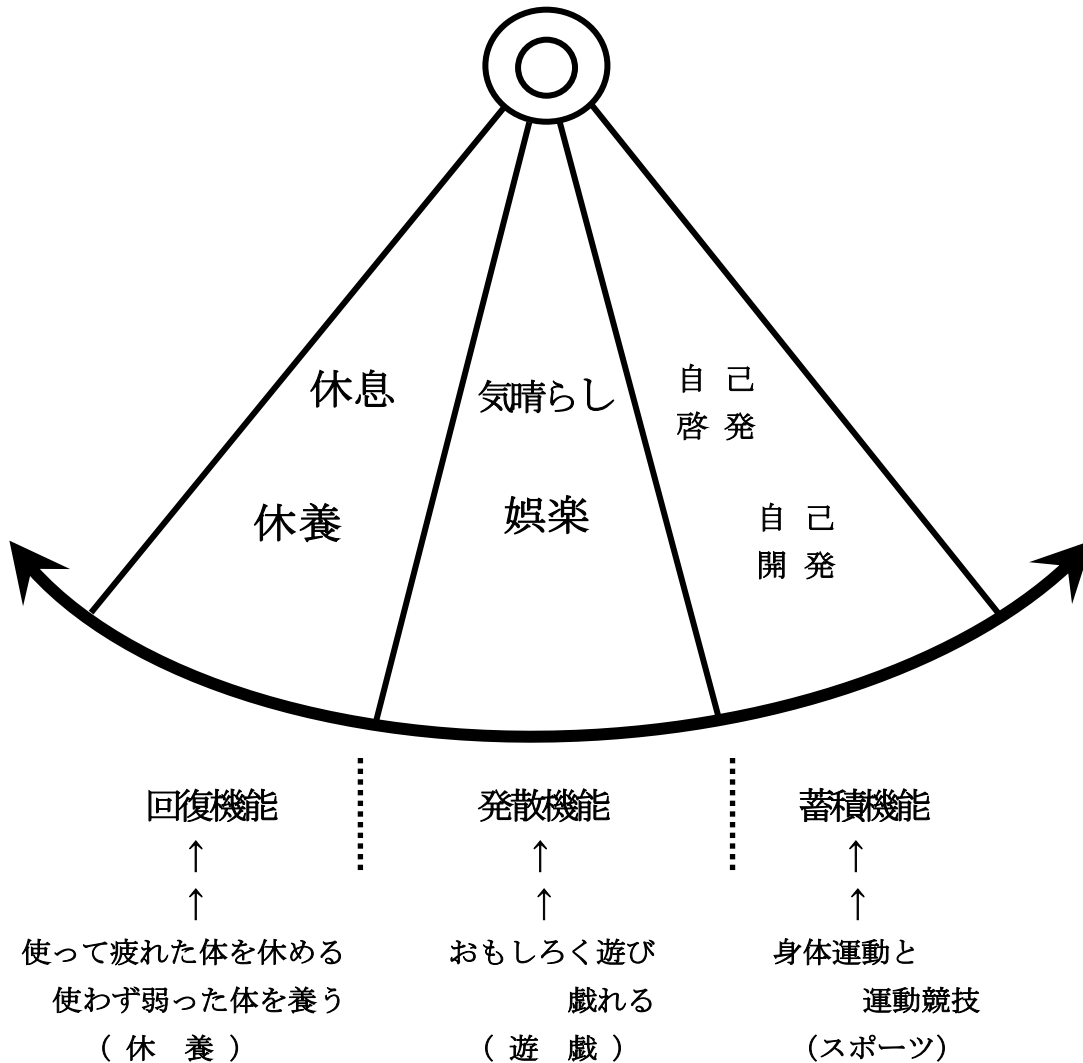 休息
休養
気晴らし
娯楽
自己
啓発
自己
開発
回復機能
↑
↑
使って疲れた体を休める
使わず弱った体を養う
(休 養)
発散機能
↑
↑
おもしろく遊び
戯れる
(遊 戯)
蓄積機能
↑
↑
身体運動と
運動競技
(スポーツ)